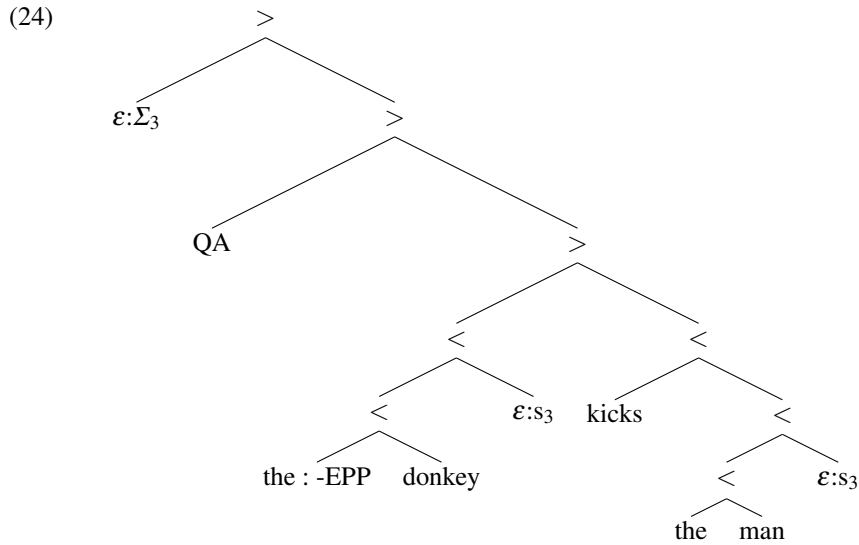 (24)
>
ε:Σ₃
>
QA
>
<
<
<
ε:s₃
kicks
<
the : -EPP
donkey
<
ε:s₃
the
man